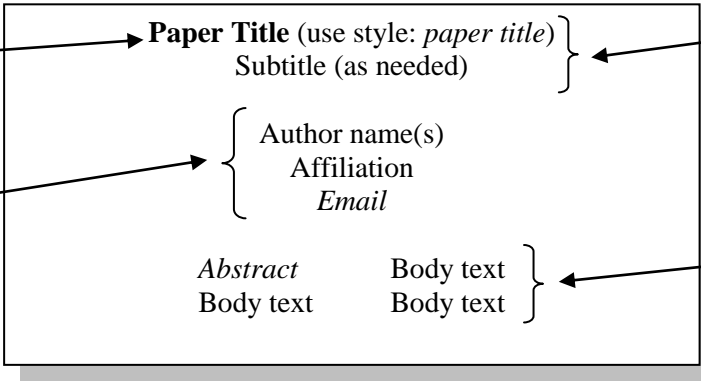 Paper Title (use style: paper title)
Subtitle (as needed)
Author name(s)
Affiliation
Email
Abstract Body text
Body text Body text